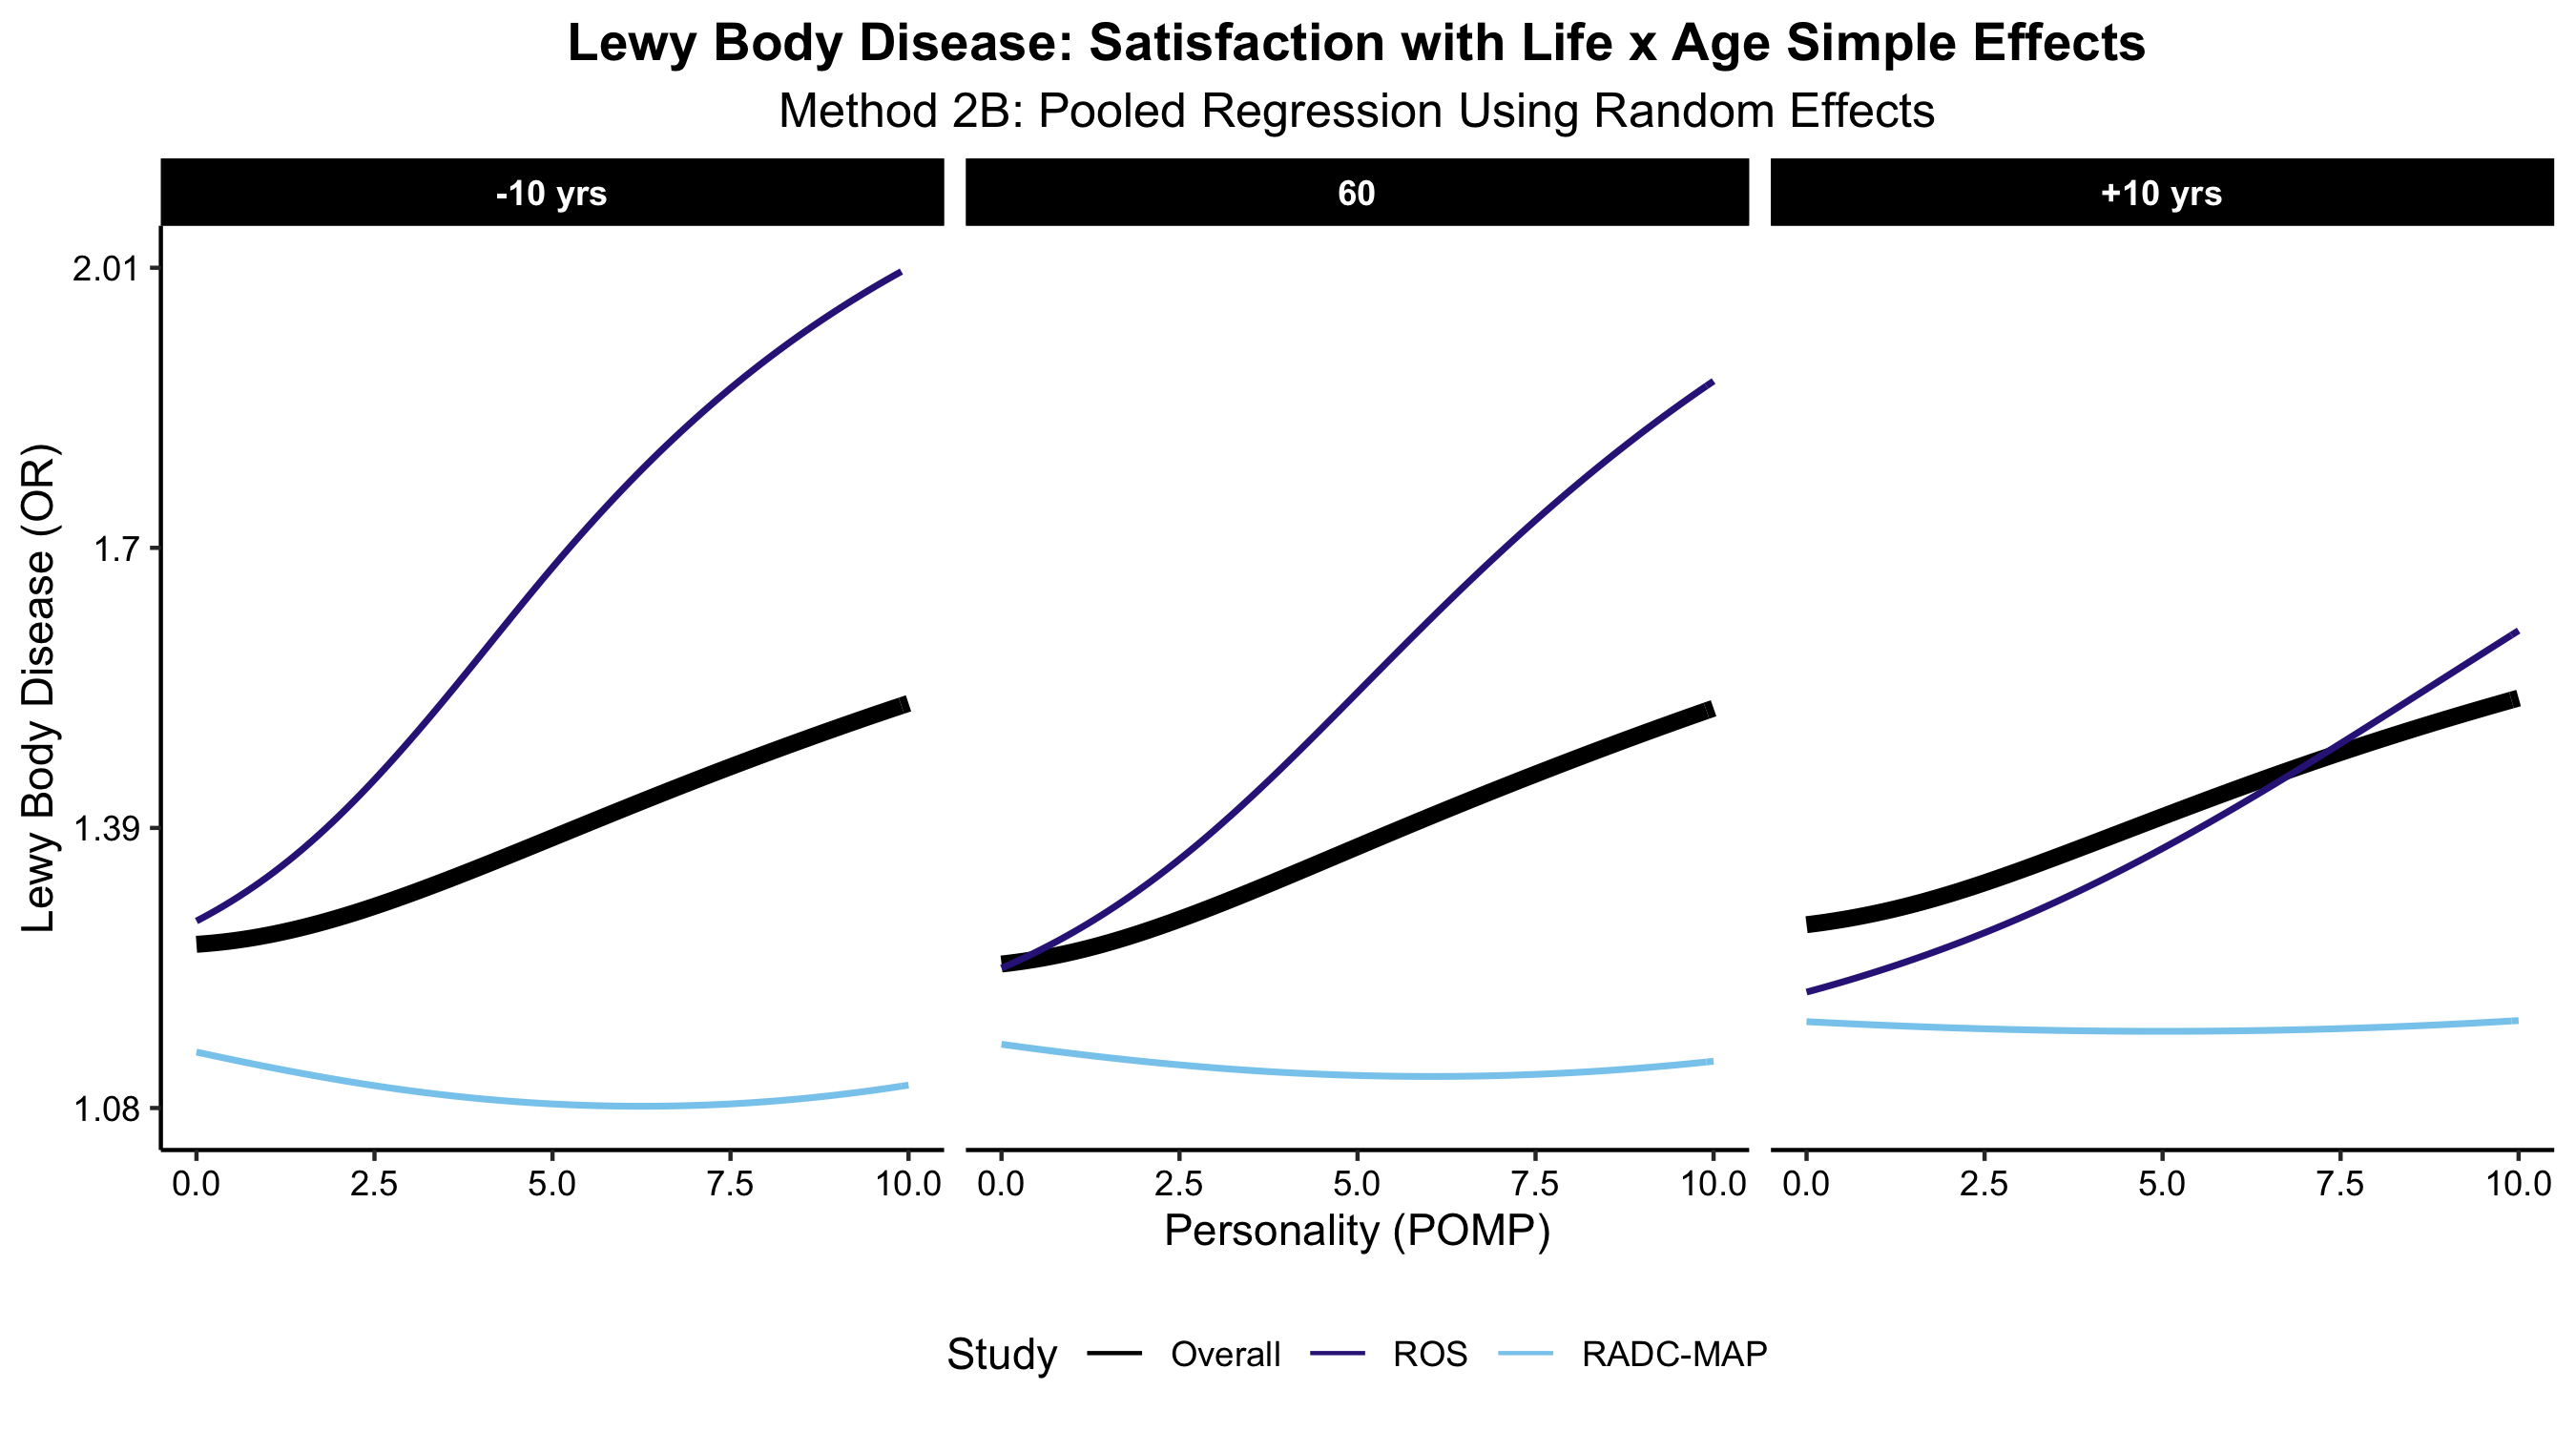 Lewy Body Disease: Satisfaction with Life x Age Simple Effects
Method 2B: Pooled Regression Using Random Effects
-10 yrs 60 +10 yrs
Lewy Body Disease (OR)
2.01
1.7
1.39
1.08
0.0 2.5 5.0 7.5 10.0 0.0 2.5 5.0 7.5 10.0 0.0 2.5 5.0 7.5 10.0
Personality (POMP)
Study Overall ROS RADC-MAP